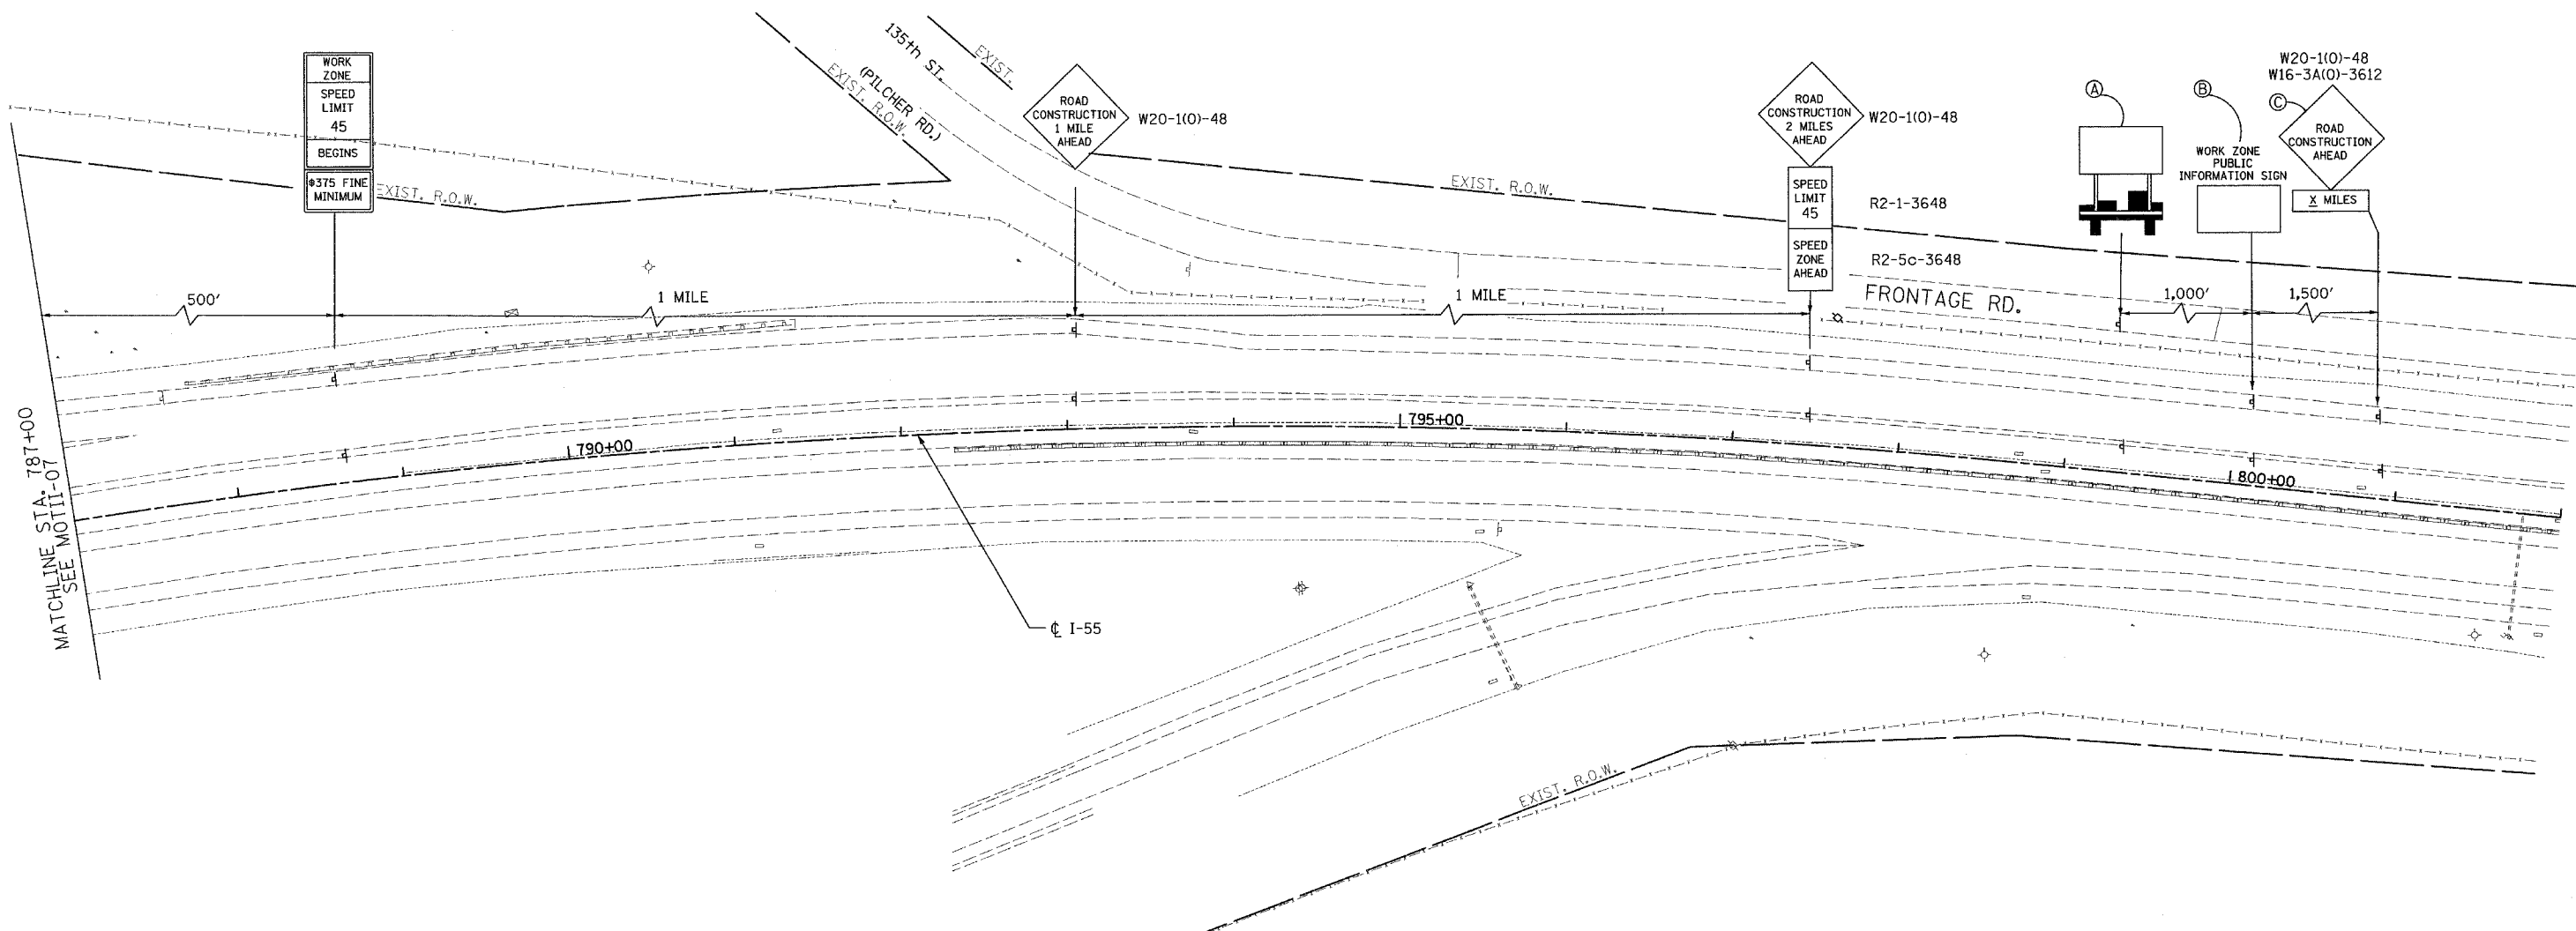 WORK
ZONE
SPEED
LIMIT
45
BEGINS
$375 FINE
MINIMUM
EXIST. R.O.W.
135th ST.
(PILCHER RD.)
EXIST. R.O.W.
EXIST.
ROAD
CONSTRUCTION
1 MILE
AHEAD
W20-1(O)-48
EXIST. R.O.W.
ROAD
CONSTRUCTION
2 MILES
AHEAD
W20-1(O)-48
SPEED
LIMIT
45
R2-1-3648
SPEED
ZONE
AHEAD
R2-5c-3648
A
B
WORK ZONE
PUBLIC
INFORMATION SIGN
W20-1(O)-48
W16-3A(O)-3612
C
ROAD
CONSTRUCTION
AHEAD
X MILES
500'
1 MILE
1 MILE
FRONTAGE RD.
1,000'
1,500'
MATCHLINE STA. 787+00
SEE MOTII-07
790+00
795+00
800+00
℄ I-55
EXIST. R.O.W.